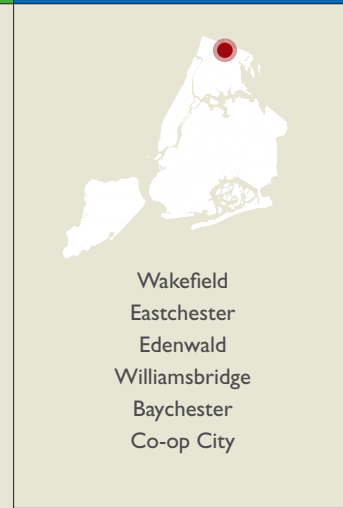 Wakefield
Eastchester
Edenwald
Williamsbridge
Baychester
Co-op City